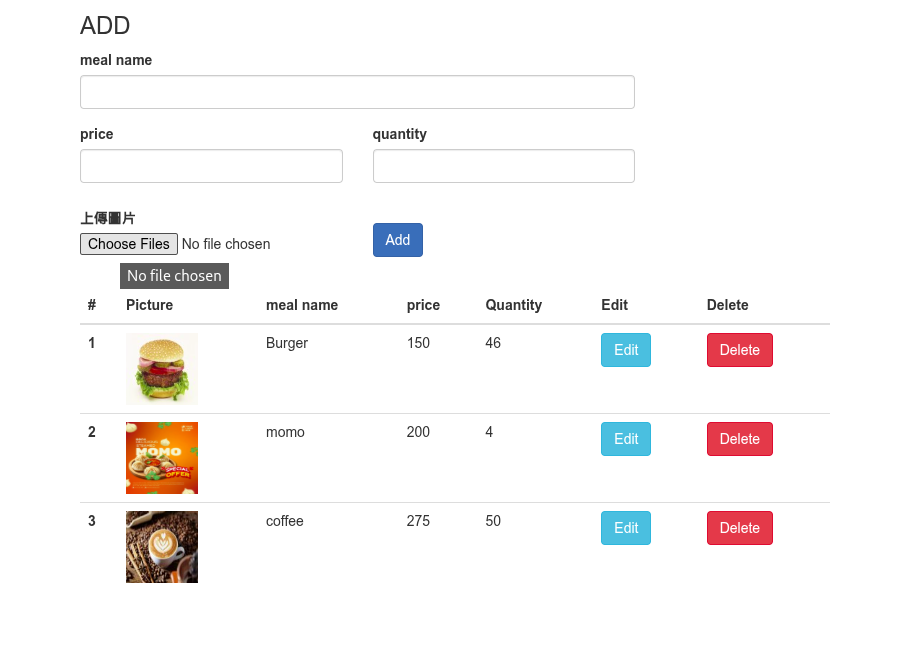 ADD
meal name
price quantity
上傳圖片
Choose Files No file chosen Add
No file chosen
# Picture meal name price Quantity Edit Delete
1 Burger 150 46 Edit Delete
2 momo 200 4 Edit Delete
MOMO
SPECIAL
OFFER
3 coffee 275 50 Edit Delete